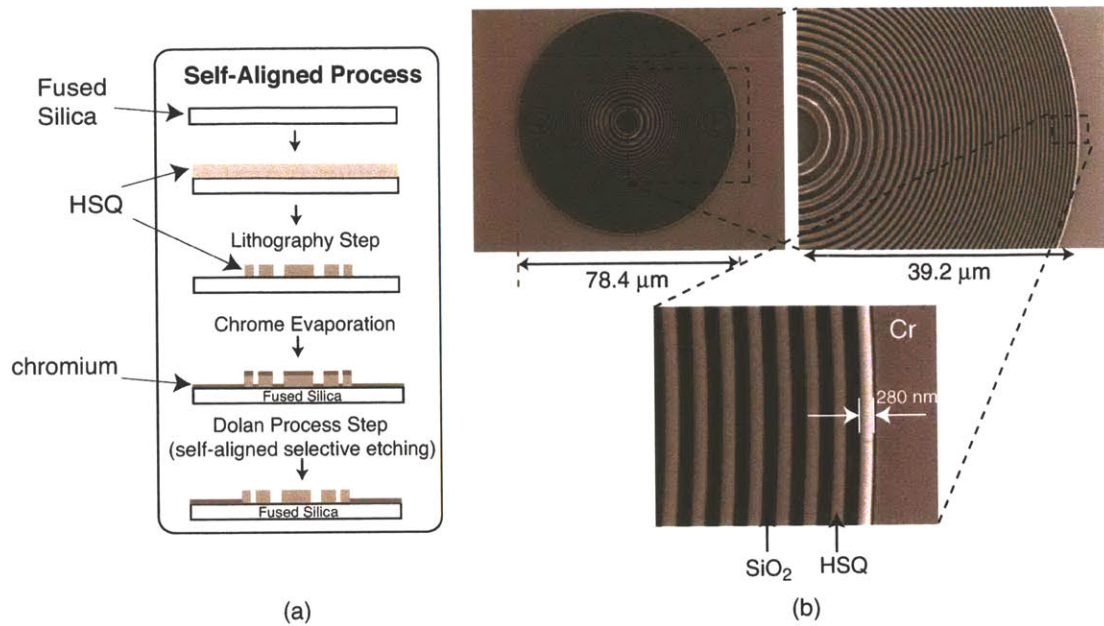 Self-Aligned Process
Fused
Silica
HSQ
Lithography Step
Chrome Evaporation
chromium
Fused Silica
Dolan Process Step
(self-aligned selective etching)
Fused Silica
(a)
78.4 μm
39.2 μm
Cr
280 nm
SiO₂
HSQ
(b)